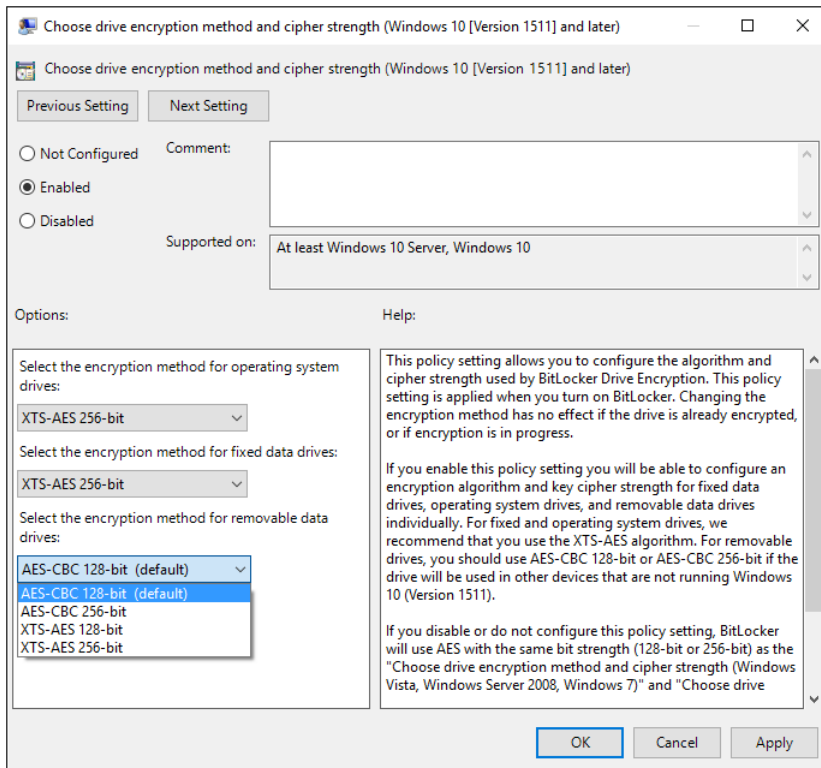 Choose drive encryption method and cipher strength (Windows 10 [Version 1511] and later)
Choose drive encryption method and cipher strength (Windows 10 [Version 1511] and later)
Previous Setting
Next Setting
Not Configured
Comment:
Enabled
Disabled
Supported on:
At least Windows 10 Server, Windows 10
Options:
Help:
Select the encryption method for operating system
drives:
XTS-AES 256-bit
Select the encryption method for fixed data drives:
XTS-AES 256-bit
Select the encryption method for removable data
drives:
AES-CBC 128-bit (default)
AES-CBC 128-bit (default)
AES-CBC 256-bit
XTS-AES 128-bit
XTS-AES 256-bit
This policy setting allows you to configure the algorithm and
cipher strength used by BitLocker Drive Encryption. This policy
setting is applied when you turn on BitLocker. Changing the
encryption method has no effect if the drive is already encrypted,
or if encryption is in progress.
If you enable this policy setting you will be able to configure an
encryption algorithm and key cipher strength for fixed data
drives, operating system drives, and removable data drives
individually. For fixed and operating system drives, we
recommend that you use the XTS-AES algorithm. For removable
drives, you should use AES-CBC 128-bit or AES-CBC 256-bit if the
drive will be used in other devices that are not running Windows
10 (Version 1511).
If you disable or do not configure this policy setting, BitLocker
will use AES with the same bit strength (128-bit or 256-bit) as the
"Choose drive encryption method and cipher strength (Windows
Vista, Windows Server 2008, Windows 7)" and "Choose drive
OK
Cancel
Apply